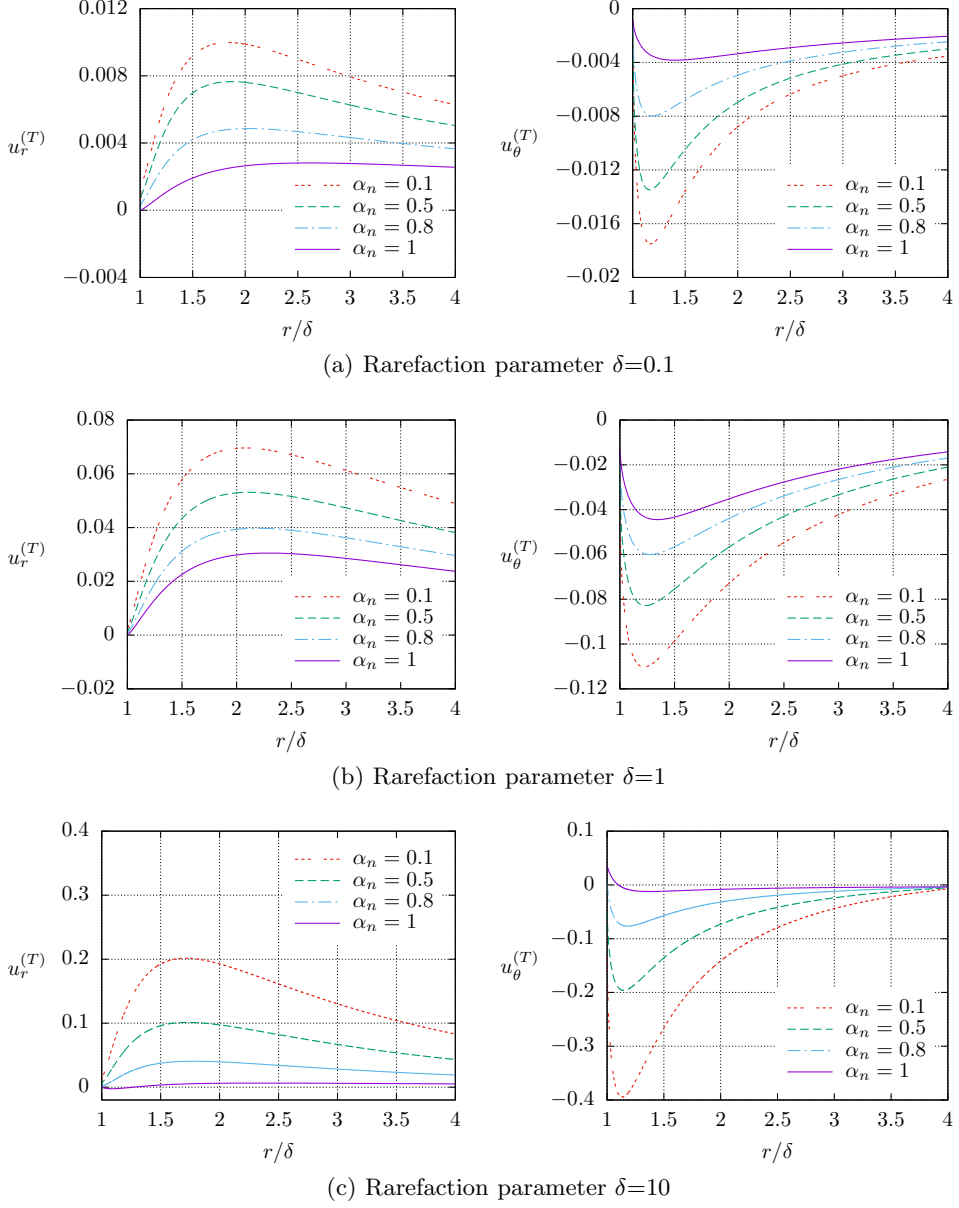 0.012
0.008
0.004
0
−0.004
u_r^{(T)}
α_n = 0.1
α_n = 0.5
α_n = 0.8
α_n = 1
1 1.5 2 2.5 3 3.5 4
r/δ
0
−0.004
−0.008
−0.012
−0.016
−0.02
u_θ^{(T)}
α_n = 0.1
α_n = 0.5
α_n = 0.8
α_n = 1
1 1.5 2 2.5 3 3.5 4
r/δ
(a) Rarefaction parameter δ=0.1
0.08
0.06
0.04
0.02
0
−0.02
u_r^{(T)}
α_n = 0.1
α_n = 0.5
α_n = 0.8
α_n = 1
1 1.5 2 2.5 3 3.5 4
r/δ
0
−0.02
−0.04
−0.06
−0.08
−0.1
−0.12
u_θ^{(T)}
α_n = 0.1
α_n = 0.5
α_n = 0.8
α_n = 1
1 1.5 2 2.5 3 3.5 4
r/δ
(b) Rarefaction parameter δ=1
0.4
0.3
0.2
0.1
0
u_r^{(T)}
α_n = 0.1
α_n = 0.5
α_n = 0.8
α_n = 1
1 1.5 2 2.5 3 3.5 4
r/δ
0.1
0
−0.1
−0.2
−0.3
−0.4
u_θ^{(T)}
α_n = 0.1
α_n = 0.5
α_n = 0.8
α_n = 1
1 1.5 2 2.5 3 3.5 4
r/δ
(c) Rarefaction parameter δ=10